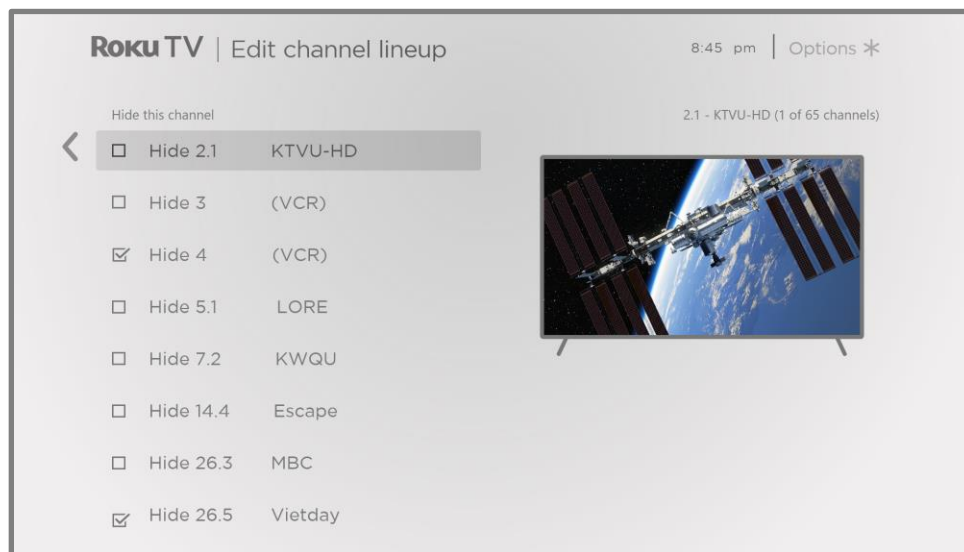 Roku TV | Edit channel lineup
8:45 pm | Options *
Hide this channel
2.1 - KTVU-HD (1 of 65 channels)
Hide 2.1 KTVU-HD
Hide 3 (VCR)
Hide 4 (VCR)
Hide 5.1 LORE
Hide 7.2 KWQU
Hide 14.4 Escape
Hide 26.3 MBC
Hide 26.5 Vietday